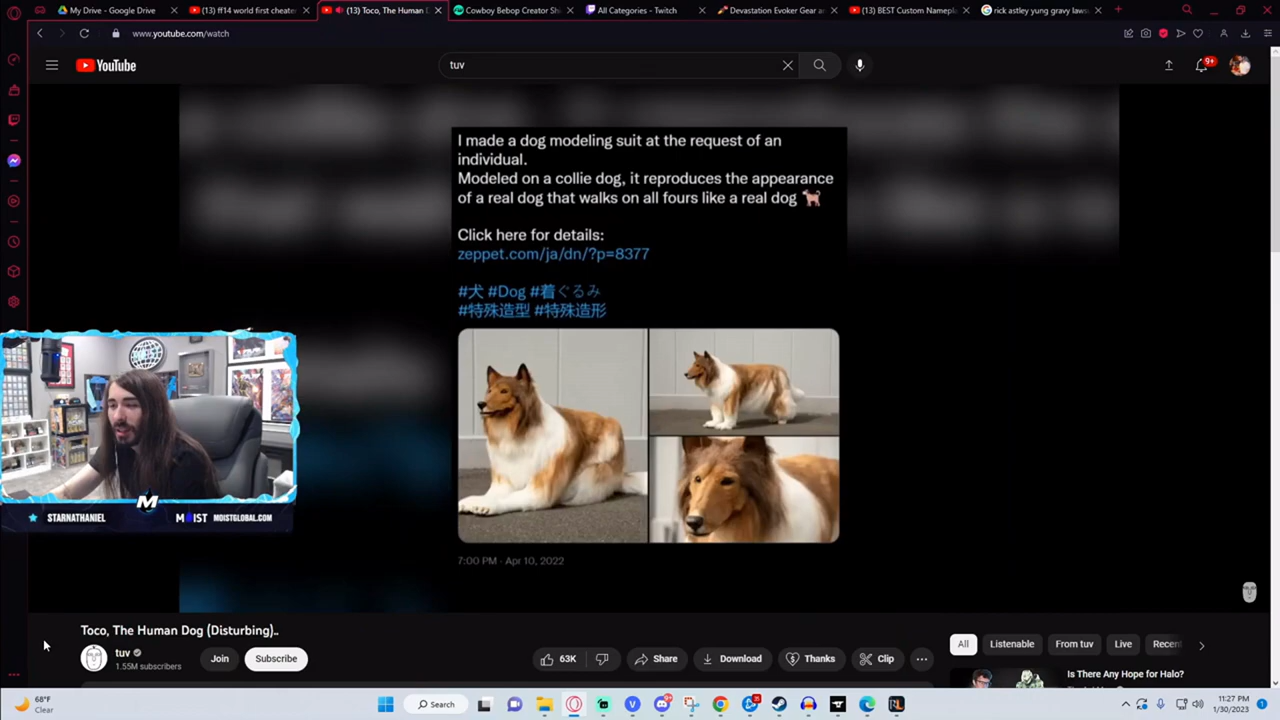 My Drive - Google Drive
(13) ff14 world first cheater
(13) Toco, The Human D
Cowboy Bebop Creator Sh
All Categories - Twitch
Devastation Evoker Gear a
(13) BEST Custom Namepl
rick astley yung gravy laws
www.youtube.com/watch
YouTube
tuv
9+
I made a dog modeling suit at the request of an
individual.
Modeled on a collie dog, it reproduces the appearance
of a real dog that walks on all fours like a real dog
Click here for details:
zeppet.com/ja/dn/?p=8377
#犬 #Dog #着ぐるみ
#特殊造型 #特殊造形
7:00 PM · Apr 10, 2022
MOIST
M
STARNATHANIEL
MOIST MOISTGLOBAL.COM
Toco, The Human Dog (Disturbing)..
tuv
1.55M subscribers
Join
Subscribe
63K
Share
Download
Thanks
Clip
All
Listenable
From tuv
Live
Recen
Is There Any Hope for Halo?
68°F
Clear
Search
11:27 PM
1/30/2023